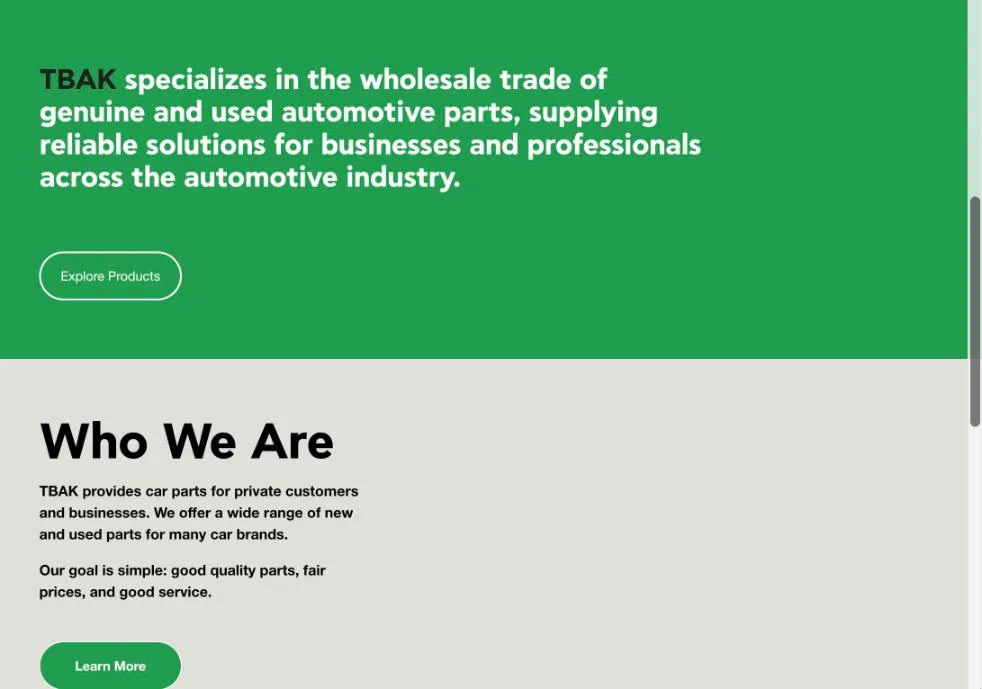 TBAK specializes in the wholesale trade of
genuine and used automotive parts, supplying
reliable solutions for businesses and professionals
across the automotive industry.
Explore Products
Who We Are
TBAK provides car parts for private customers
and businesses. We offer a wide range of new
and used parts for many car brands.
Our goal is simple: good quality parts, fair
prices, and good service.
Learn More